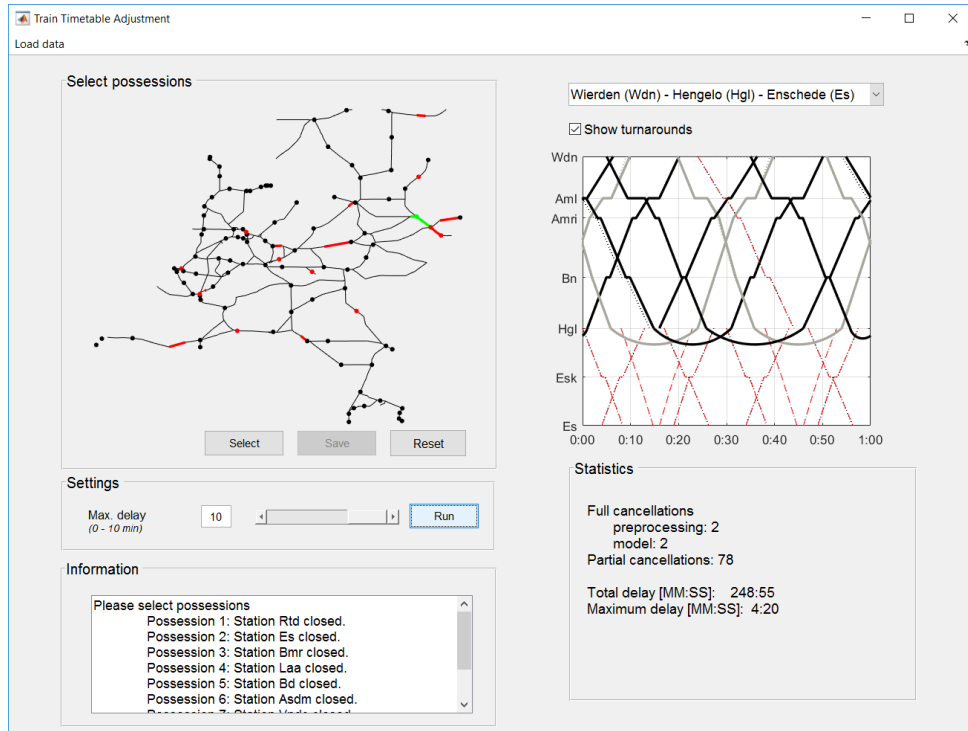 Train Timetable Adjustment
Load data
Select possessions
Select
Save
Reset
Settings
Max. delay
(0 - 10 min)
10
Run
Information
Please select possessions
Possession 1: Station Rtd closed.
Possession 2: Station Es closed.
Possession 3: Station Bmr closed.
Possession 4: Station Laa closed.
Possession 5: Station Bd closed.
Possession 6: Station Asdm closed.
Wierden (Wdn) - Hengelo (Hgl) - Enschede (Es)
Show turnarounds
Wdn
Aml
Amri
Bn
Hgl
Esk
Es
0:00 0:10 0:20 0:30 0:40 0:50 1:00
Statistics
Full cancellations
preprocessing: 2
model: 2
Partial cancellations: 78
Total delay [MM:SS]: 248:55
Maximum delay [MM:SS]: 4:20